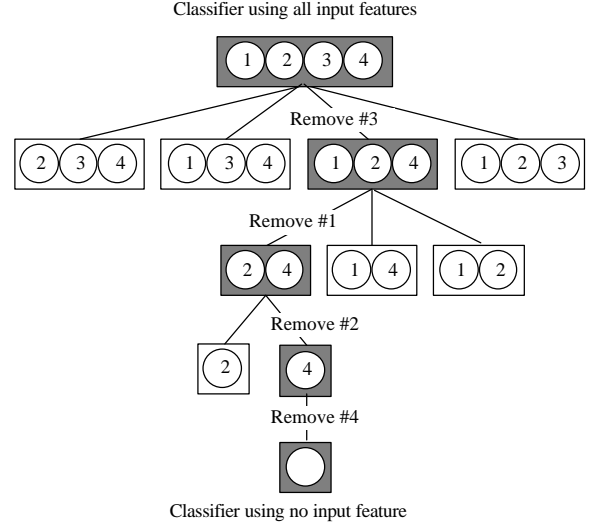 Classifier using all input features
1 2 3 4
Remove #3
2 3 4 1 3 4 1 2 4 1 2 3
Remove #1
2 4 1 4 1 2
Remove #2
2 4
Remove #4
Classifier using no input feature